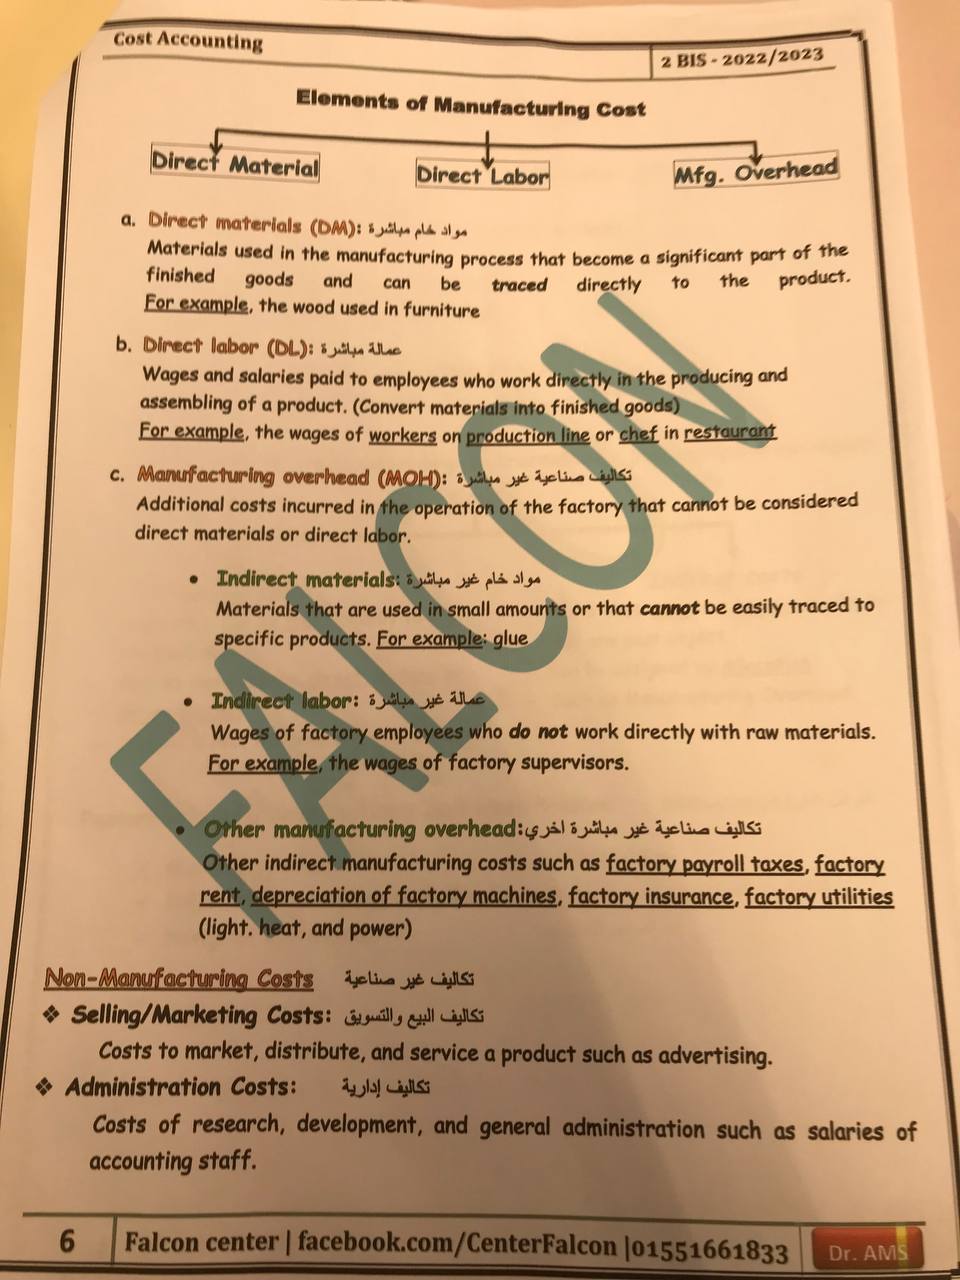 Cost Accounting
2 BIS - 2022/2023
Elements of Manufacturing Cost
Direct Material
Direct Labor
Mfg. Overhead
a. Direct materials (DM): مواد خام مباشرة
Materials used in the manufacturing process that become a significant part of the
finished goods and can be traced directly to the product.
For example, the wood used in furniture
b. Direct labor (DL): عمالة مباشرة
Wages and salaries paid to employees who work directly in the producing and
assembling of a product. (Convert materials into finished goods)
For example, the wages of workers on production line or chef in restaurant
c. Manufacturing overhead (MOH): تكاليف صناعية غير مباشرة
Additional costs incurred in the operation of the factory that cannot be considered
direct materials or direct labor.
• Indirect materials: مواد خام غير مباشرة
Materials that are used in small amounts or that cannot be easily traced to
specific products. For example: glue
• Indirect labor: عمالة غير مباشرة
Wages of factory employees who do not work directly with raw materials.
For example, the wages of factory supervisors.
• Other manufacturing overhead: تكاليف صناعية غير مباشرة اخري
Other indirect manufacturing costs such as factory payroll taxes, factory
rent, depreciation of factory machines, factory insurance, factory utilities
(light. heat, and power)
Non-Manufacturing Costs تكاليف غير صناعية
❖ Selling/Marketing Costs: تكاليف البيع والتسويق
Costs to market, distribute, and service a product such as advertising.
❖ Administration Costs: تكاليف إدارية
Costs of research, development, and general administration such as salaries of
accounting staff.
FALCON
6 Falcon center | facebook.com/CenterFalcon |01551661833
Dr. AMS